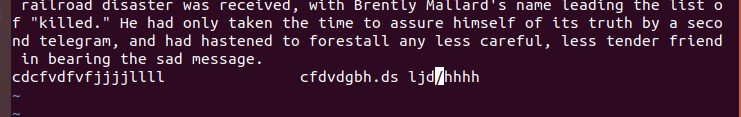 railroad disaster was received, with Brently Mallard's name leading the list o
f "killed." He had only taken the time to assure himself of its truth by a seco
nd telegram, and had hastened to forestall any less careful, less tender friend
in bearing the sad message.
cdcfvdfvfjjjjllll                 cfdvdgbh.ds ljd/hhhh
~
~